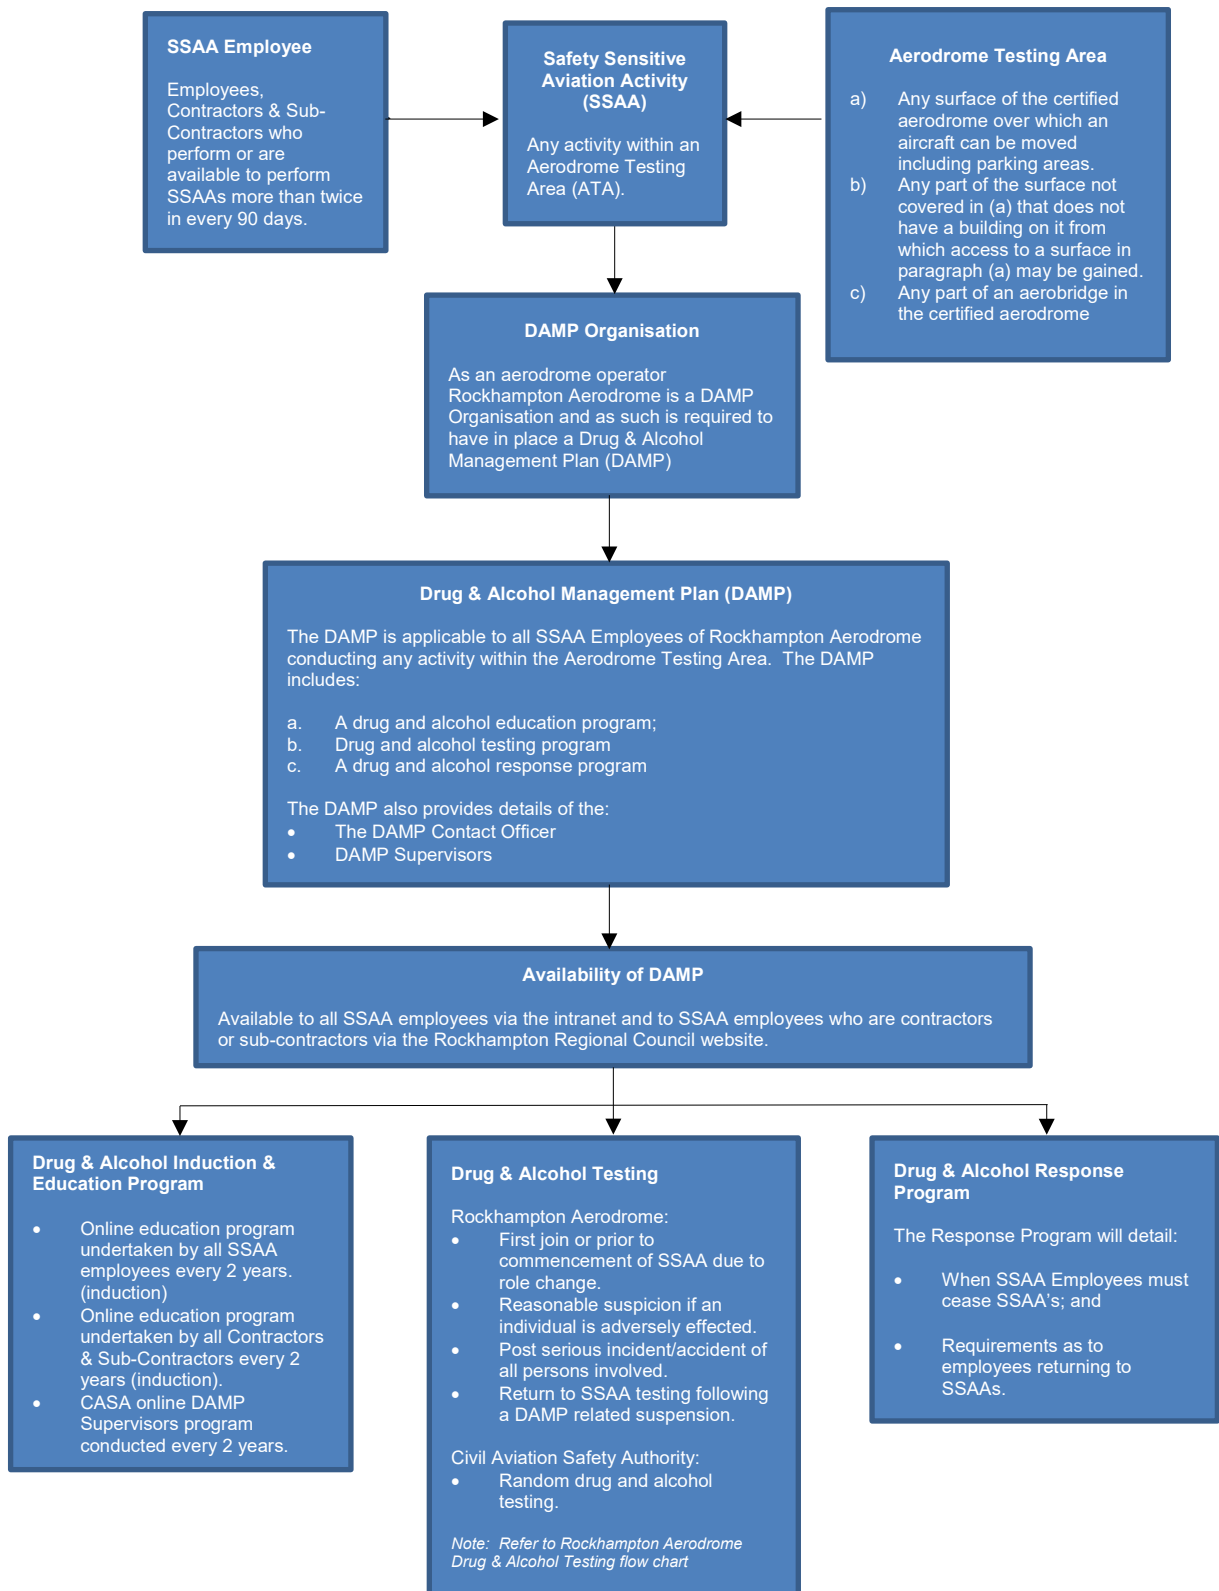 SSAA Employee
Employees,
Contractors & Sub-
Contractors who
perform or are
available to perform
SSAAs more than twice
in every 90 days.
Safety Sensitive
Aviation Activity
(SSAA)
Any activity within an
Aerodrome Testing
Area (ATA).
Aerodrome Testing Area
a) Any surface of the certified
aerodrome over which an
aircraft can be moved
including parking areas.
b) Any part of the surface not
covered in (a) that does not
have a building on it from
which access to a surface in
paragraph (a) may be gained.
c) Any part of an aerobridge in
the certified aerodrome
DAMP Organisation
As an aerodrome operator
Rockhampton Aerodrome is a DAMP
Organisation and as such is required to
have in place a Drug & Alcohol
Management Plan (DAMP)
Drug & Alcohol Management Plan (DAMP)
The DAMP is applicable to all SSAA Employees of Rockhampton Aerodrome
conducting any activity within the Aerodrome Testing Area. The DAMP
includes:
a. A drug and alcohol education program;
b. Drug and alcohol testing program
c. A drug and alcohol response program
The DAMP also provides details of the:
• The DAMP Contact Officer
• DAMP Supervisors
Availability of DAMP
Available to all SSAA employees via the intranet and to SSAA employees who are contractors
or sub-contractors via the Rockhampton Regional Council website.
Drug & Alcohol Induction &
Education Program
• Online education program
undertaken by all SSAA
employees every 2 years.
(induction)
• Online education program
undertaken by all Contractors
& Sub-Contractors every 2
years (induction).
• CASA online DAMP
Supervisors program
conducted every 2 years.
Drug & Alcohol Testing
Rockhampton Aerodrome:
• First join or prior to
commencement of SSAA due to
role change.
• Reasonable suspicion if an
individual is adversely effected.
• Post serious incident/accident of
all persons involved.
• Return to SSAA testing following
a DAMP related suspension.
Civil Aviation Safety Authority:
• Random drug and alcohol
testing.
Note: Refer to Rockhampton Aerodrome
Drug & Alcohol Testing flow chart
Drug & Alcohol Response
Program
The Response Program will detail:
• When SSAA Employees must
cease SSAA's; and
• Requirements as to
employees returning to
SSAAs.